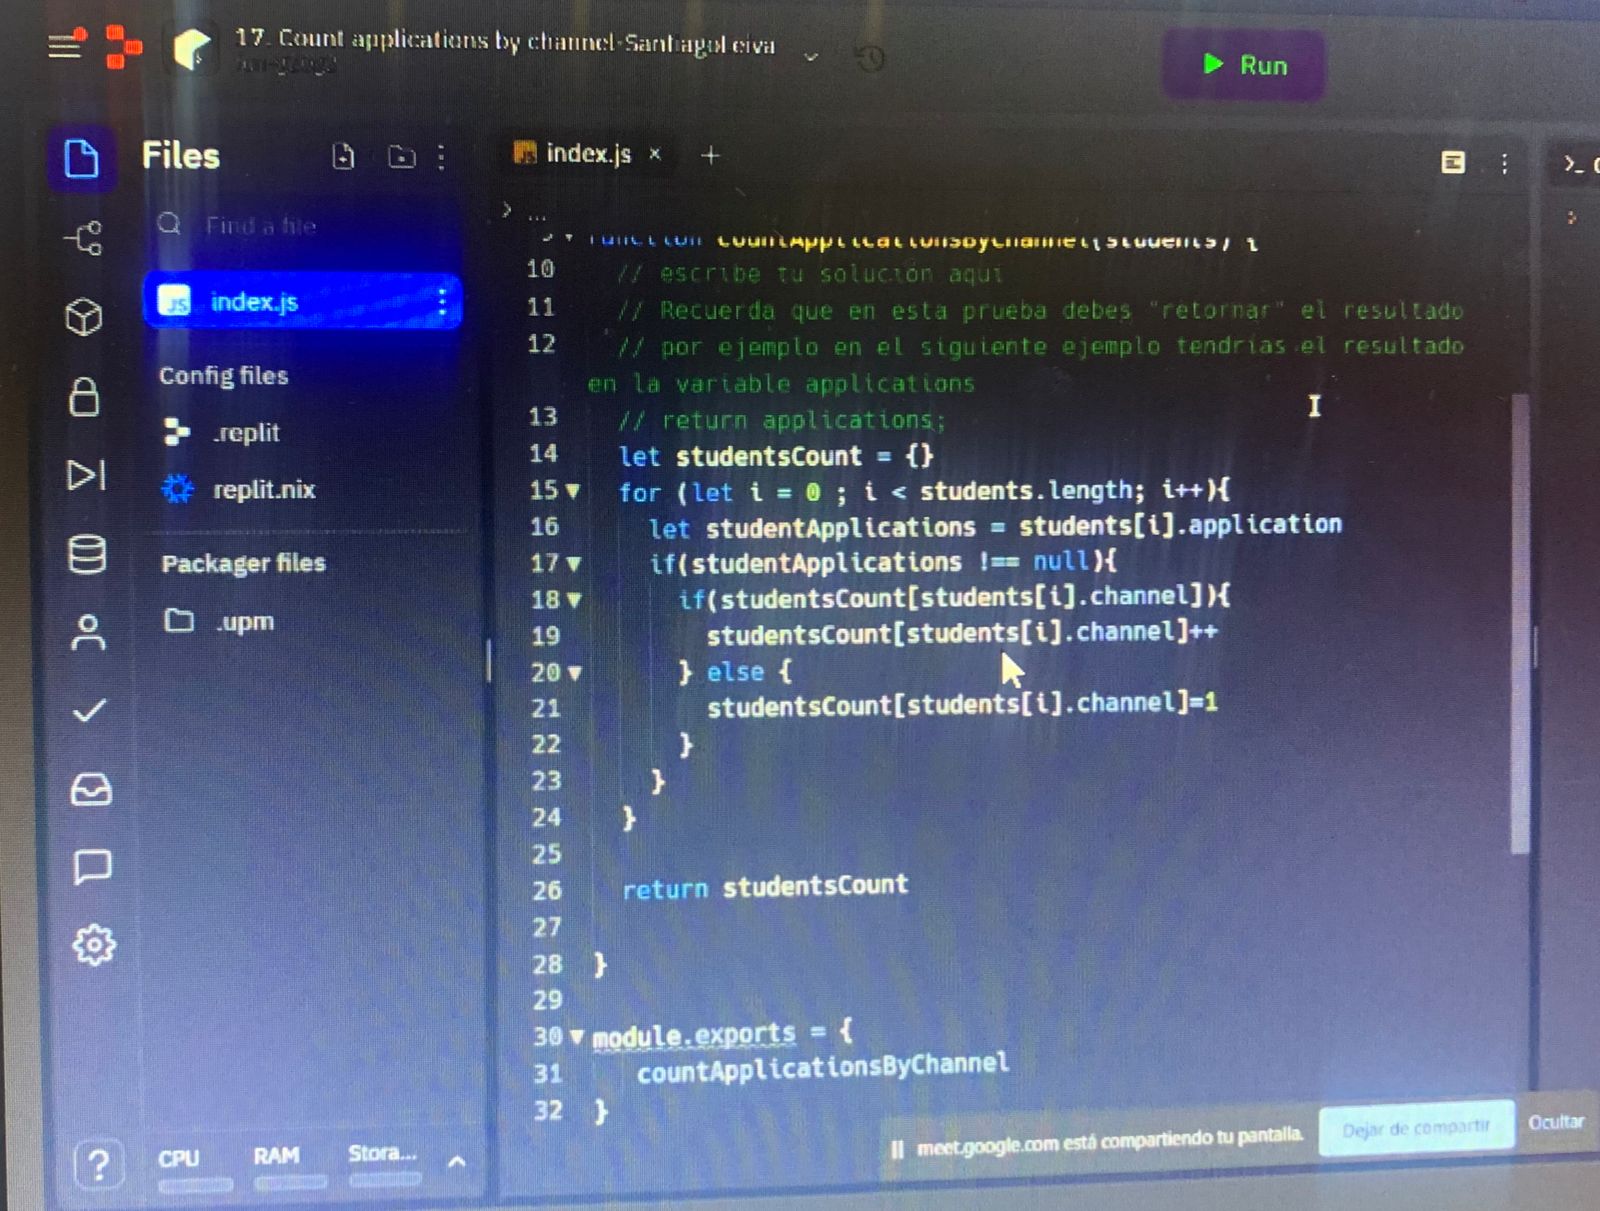 17. Count applications by channel-SantiagoLeiva
Run
Files
index.js
Find a file
index.js
Config files
.replit
replit.nix
Packager files
.upm
CPU
RAM
Stora...
...
function countApplicationsByChannel(students) {
10 // escribe tu solución aquí
11 // Recuerda que en esta prueba debes "retornar" el resultado
12 // por ejemplo en el siguiente ejemplo tendrías el resultado
en la variable applications
13 // return applications;
14 let studentsCount = {}
15 for (let i = 0 ; i < students.length; i++){
16 let studentApplications = students[i].application
17 if(studentApplications !== null){
18 if(studentsCount[students[i].channel]){
19 studentsCount[students[i].channel]++
20 } else {
21 studentsCount[students[i].channel]=1
22 }
23 }
24 }
25
26 return studentsCount
27
28 }
29
30 module.exports = {
31 countApplicationsByChannel
32 }
meet.google.com está compartiendo tu pantalla.
Dejar de compartir
Ocultar